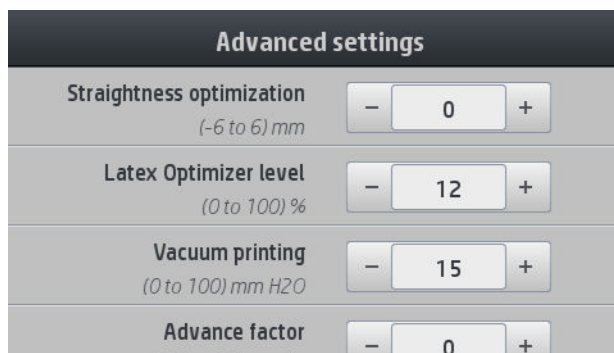 Advanced settings
Straightness optimization
(-6 to 6) mm
− 0 +
Latex Optimizer level
(0 to 100) %
− 12 +
Vacuum printing
(0 to 100) mm H2O
− 15 +
Advance factor
− 0 +